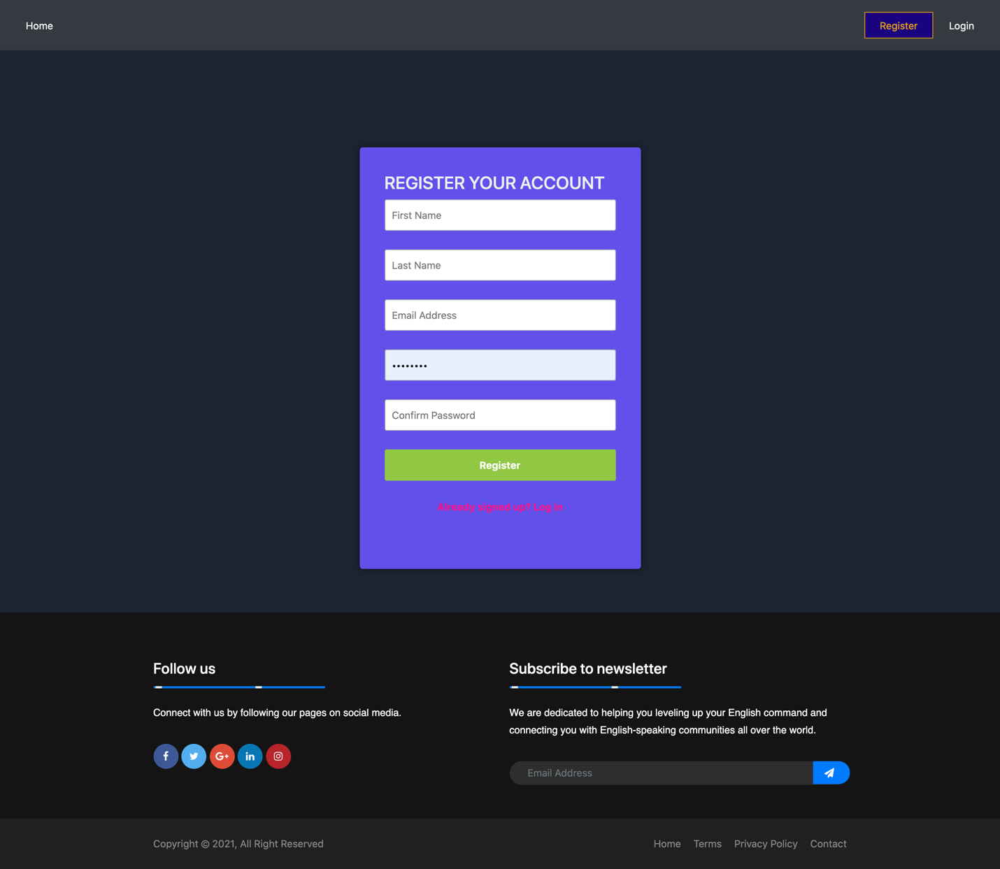 Home
Register
Login
REGISTER YOUR ACCOUNT
First Name
Last Name
Email Address
••••••••
Confirm Password
Register
Already signed up? Log in
Follow us
Connect with us by following our pages on social media.
Subscribe to newsletter
We are dedicated to helping you leveling up your English command and
connecting you with English-speaking communities all over the world.
Email Address
Copyright © 2021, All Right Reserved
Home
Terms
Privacy Policy
Contact